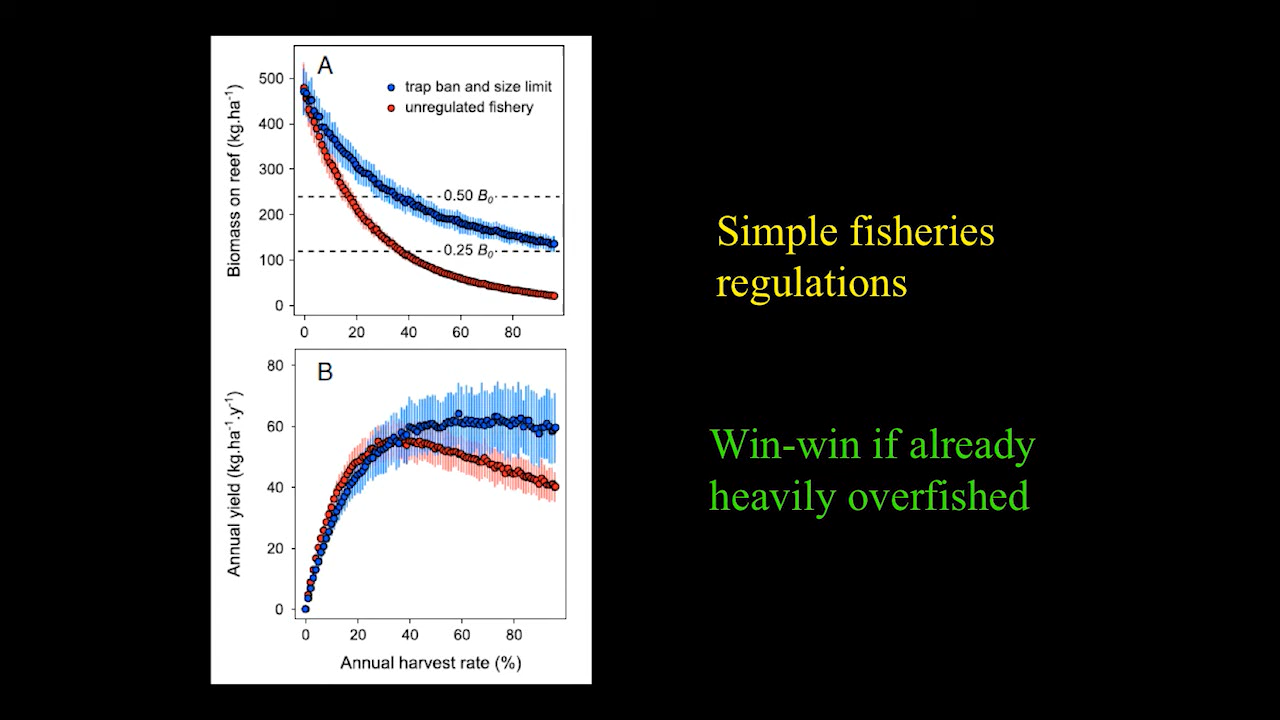 A
trap ban and size limit
unregulated fishery
Biomass on reef (kg.ha⁻¹)
500
400
300
200
100
0
0.50 B₀
0.25 B₀
0 20 40 60 80
B
Annual yield (kg.ha⁻¹.y⁻¹)
80
60
40
20
0
0 20 40 60 80
Annual harvest rate (%)
Simple fisheries
regulations
Win-win if already
heavily overfished